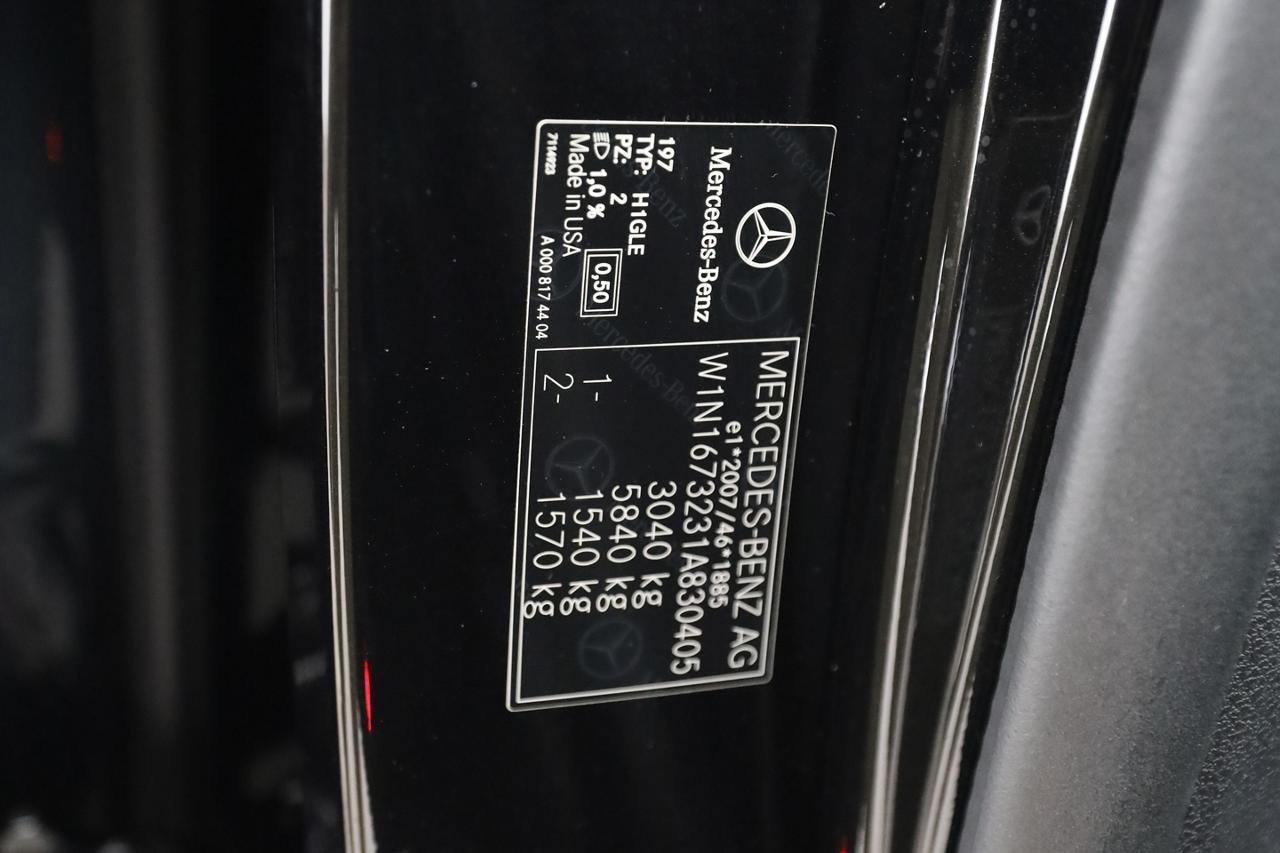 Mercedes-Benz
197
TYP: H1GLE
PZ: 2
1,0 %
0,50
Made in USA
7114923
A 000 817 44 04
MERCEDES-BENZ AG
e1*2007/46*1885
W1N1673231A830405
3040 kg
5840 kg
1- 1540 kg
2- 1570 kg